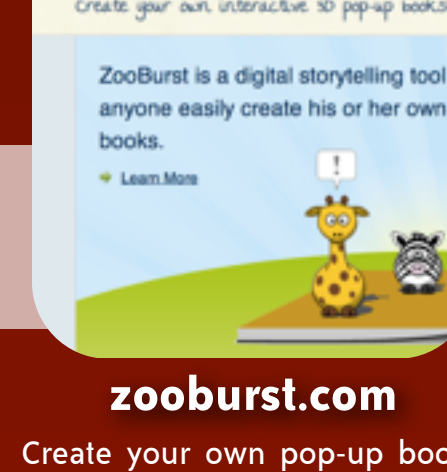 Create your own interactive 3D pop-up books
ZooBurst is a digital storytelling tool
anyone easily create his or her own
books.
Learn More
!
zooburst.com
Create your own pop-up boo